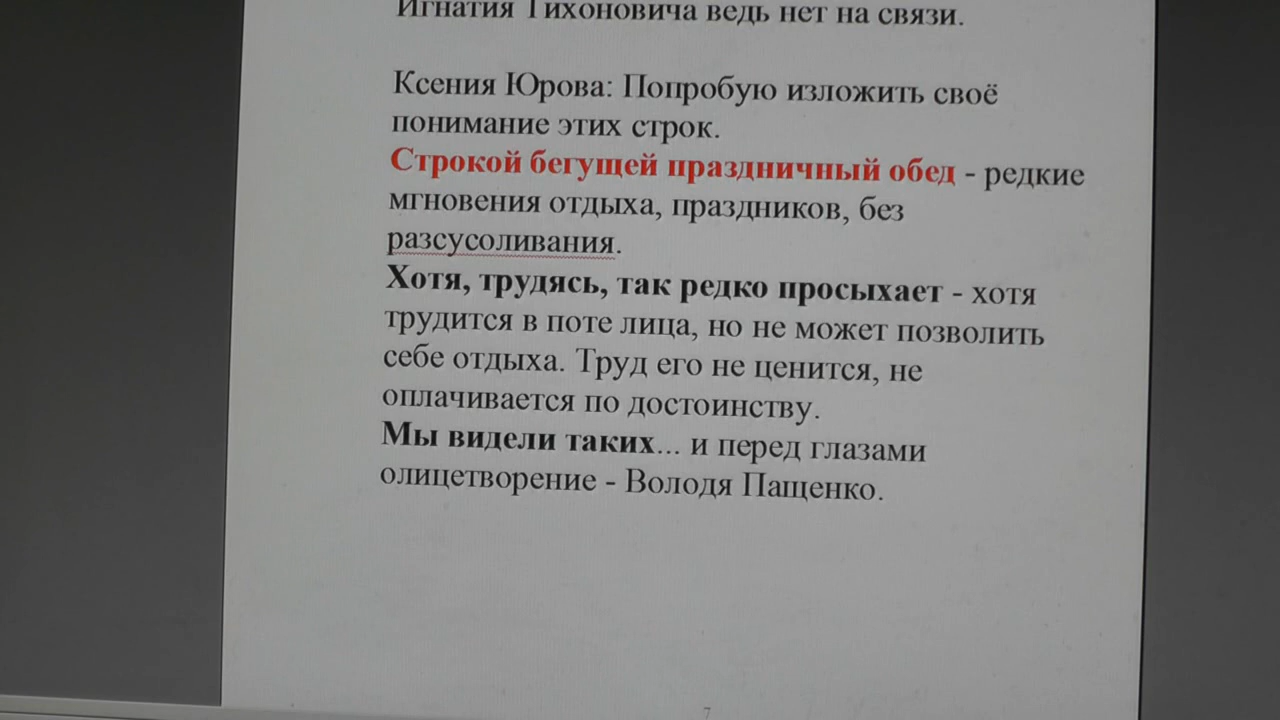 Игнатия Тихоновича ведь нет на связи.
Ксения Юрова: Попробую изложить своё
понимание этих строк.
Строкой бегущей праздничный обед - редкие
мгновения отдыха, праздников, без
разсусоливания.
Хотя, трудясь, так редко просыхает - хотя
трудится в поте лица, но не может позволить
себе отдыха. Труд его не ценится, не
оплачивается по достоинству.
Мы видели таких... и перед глазами
олицетворение - Володя Пащенко.
7